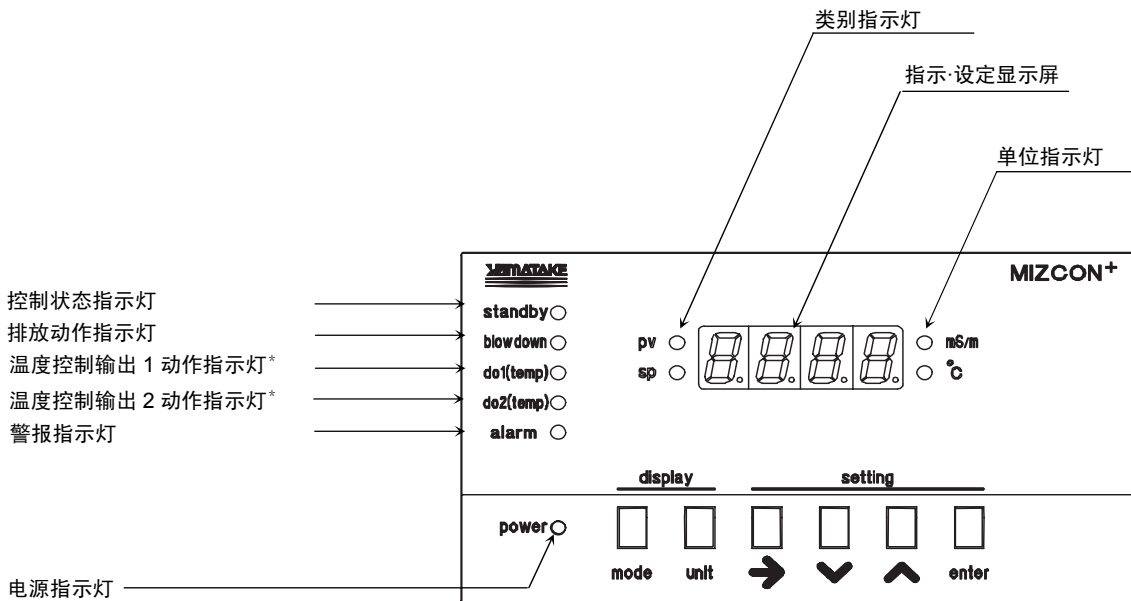 类别指示灯
指示·设定显示屏
单位指示灯
YAMATAKE
MIZCON+
控制状态指示灯
standby
排放动作指示灯
blowdown
pv
mS/m
温度控制输出 1 动作指示灯*
do1(temp)
sp
℃
温度控制输出 2 动作指示灯*
do2(temp)
警报指示灯
alarm
display
setting
power
mode
unit
enter
电源指示灯